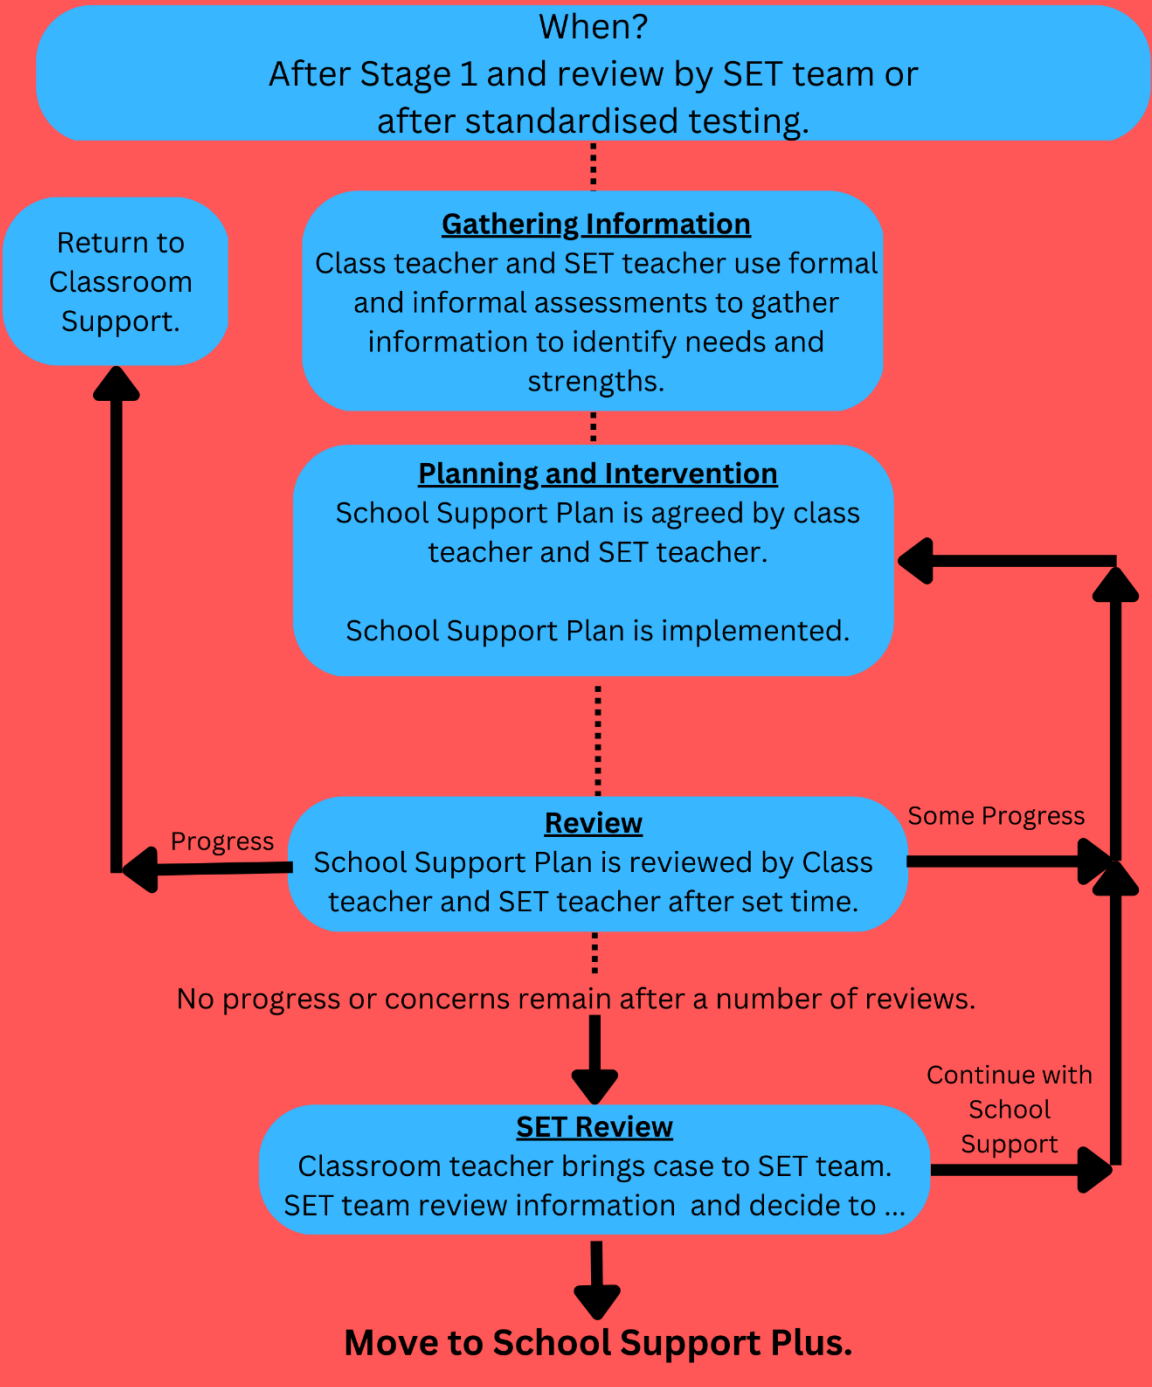 When?
After Stage 1 and review by SET team or
after standardised testing.
Return to
Classroom
Support.
Gathering Information
Class teacher and SET teacher use formal
and informal assessments to gather
information to identify needs and
strengths.
Planning and Intervention
School Support Plan is agreed by class
teacher and SET teacher.
School Support Plan is implemented.
Progress
Review
School Support Plan is reviewed by Class
teacher and SET teacher after set time.
Some Progress
No progress or concerns remain after a number of reviews.
SET Review
Classroom teacher brings case to SET team.
SET team review information  and decide to ...
Continue with
School
Support
Move to School Support Plus.